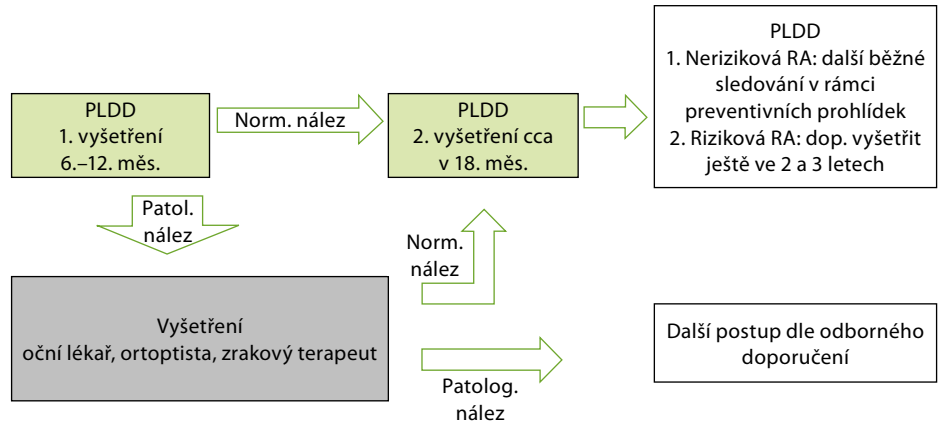 PLDD
1. vyšetření
6.–12. měs.
Norm. nález
PLDD
2. vyšetření cca
v 18. měs.
PLDD
1. Neriziková RA: další běžné
sledování v rámci
preventivních prohlídek
2. Riziková RA: dop. vyšetřit
ještě ve 2 a 3 letech
Patol.
nález
Norm.
nález
Vyšetření
oční lékař, ortoptista, zrakový terapeut
Patolog.
nález
Další postup dle odborného
doporučení